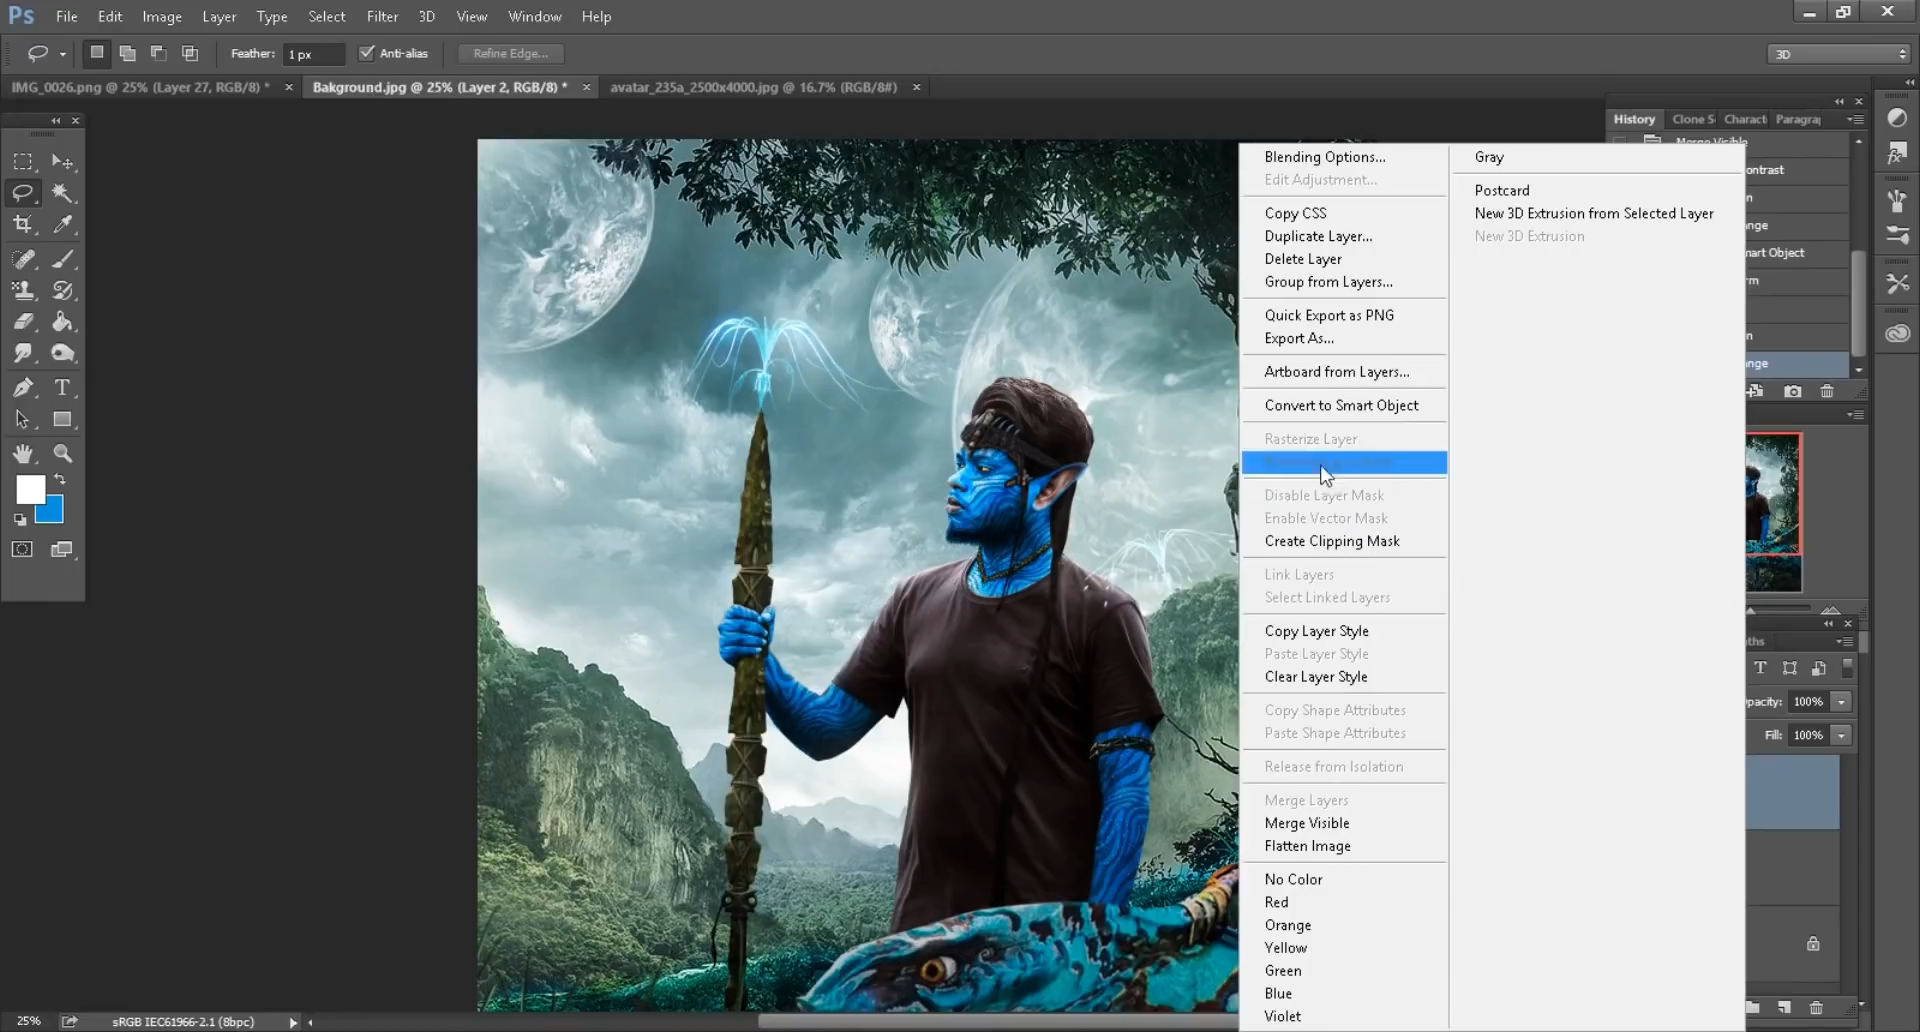 Ps File Edit Image Layer Type Select Filter 3D View Window Help
Feather: 1 px Anti-alias Refine Edge... 3D
IMG_0026.png @ 25% (Layer 27, RGB/8) * × Bakground.jpg @ 25% (Layer 2, RGB/8) * × avatar_235a_2500x4000.jpg @ 16.7% (RGB/8#) ×
History Clone S Charact Paragra
Blending Options...
Edit Adjustment...
Copy CSS
Duplicate Layer...
Delete Layer
Group from Layers...
Quick Export as PNG
Export As...
Artboard from Layers...
Convert to Smart Object
Rasterize Layer
Disable Layer Mask
Enable Vector Mask
Create Clipping Mask
Link Layers
Select Linked Layers
Copy Layer Style
Paste Layer Style
Clear Layer Style
Copy Shape Attributes
Paste Shape Attributes
Release from Isolation
Merge Layers
Merge Visible
Flatten Image
No Color
Red
Orange
Yellow
Green
Blue
Violet
Gray
Postcard
New 3D Extrusion from Selected Layer
New 3D Extrusion
Merge Visible
ontrast
n
nge
mart Object
rm
n
nge
ths
pacity: 100%
Fill: 100%
25% sRGB IEC61966-2.1 (8bpc)